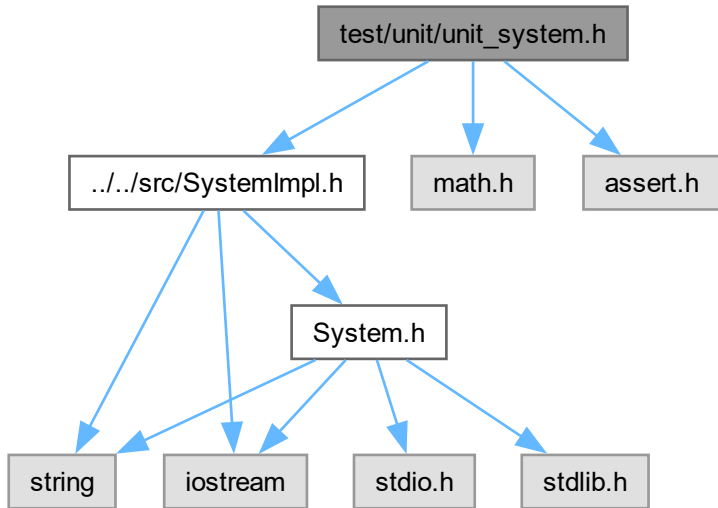 test/unit/unit_system.h
../../src/SystemImpl.h
math.h
assert.h
System.h
string
iostream
stdio.h
stdlib.h